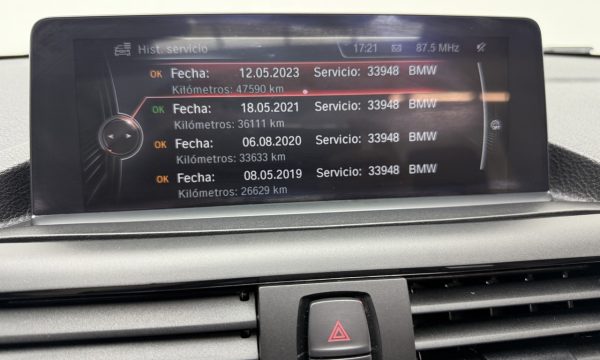 Hist. servicio 17:21 87.5 MHz
OK Fecha: 12.05.2023 Servicio: 33948 BMW
Kilómetros: 47590 km
OK Fecha: 18.05.2021 Servicio: 33948 BMW
Kilómetros: 36111 km
OK Fecha: 06.08.2020 Servicio: 33948 BMW
Kilómetros: 33633 km
OK Fecha: 08.05.2019 Servicio: 33948 BMW
Kilómetros: 26629 km